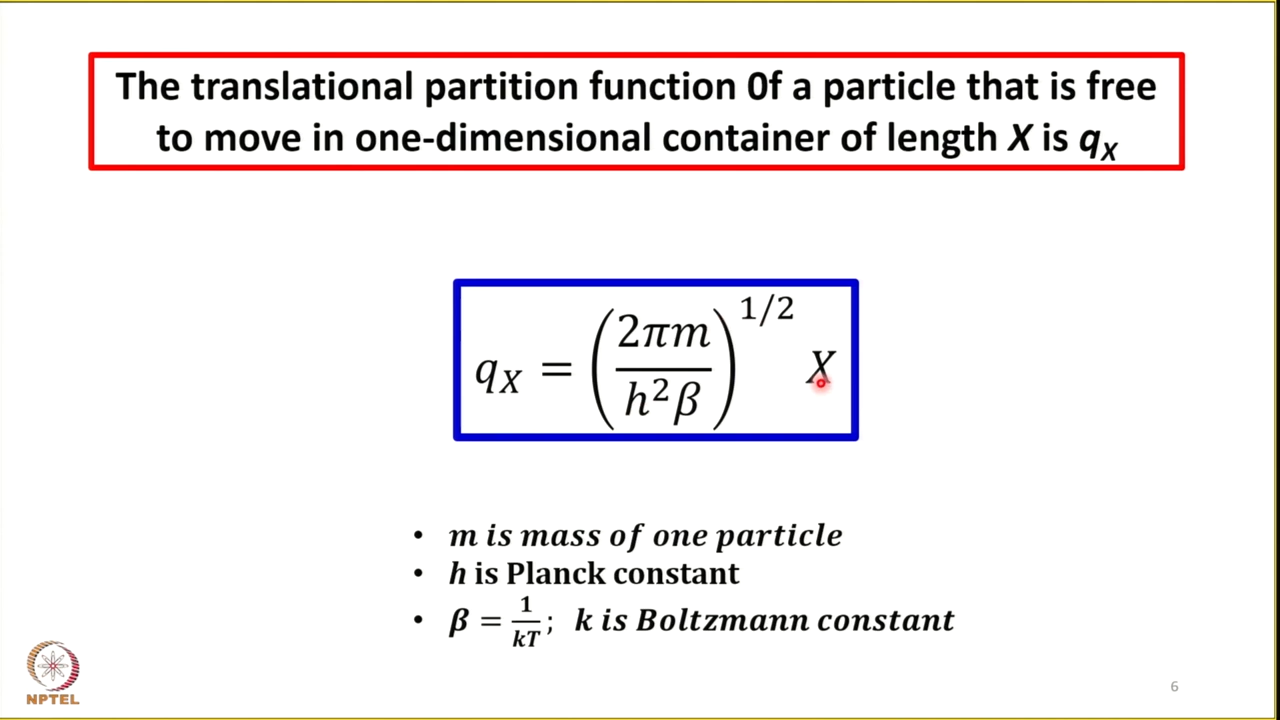 The translational partition function 0f a particle that is free
to move in one-dimensional container of length X is qₓ
q_X = (2πm / h²β)^1/2 X
• m is mass of one particle
• h is Planck constant
• β = 1/kT; k is Boltzmann constant
NPTEL
6